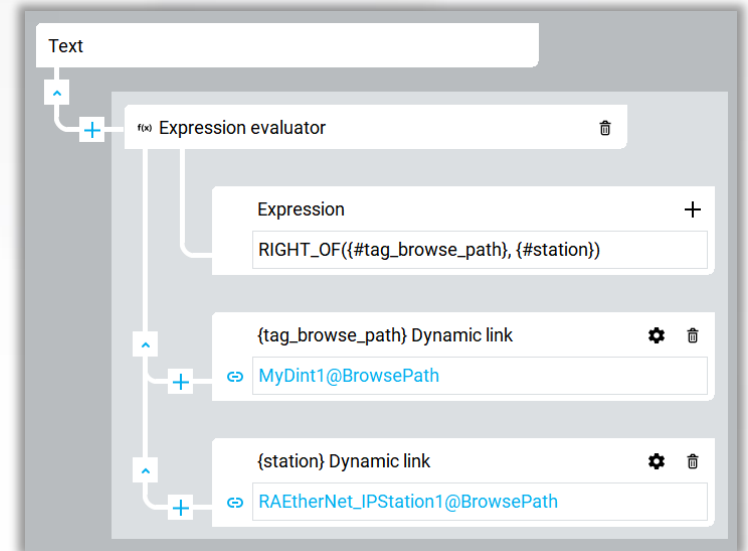 Text
f(x) Expression evaluator
Expression
RIGHT_OF({#tag_browse_path}, {#station})
{tag_browse_path} Dynamic link
MyDint1@BrowsePath
{station} Dynamic link
RAEtherNet_IPStation1@BrowsePath